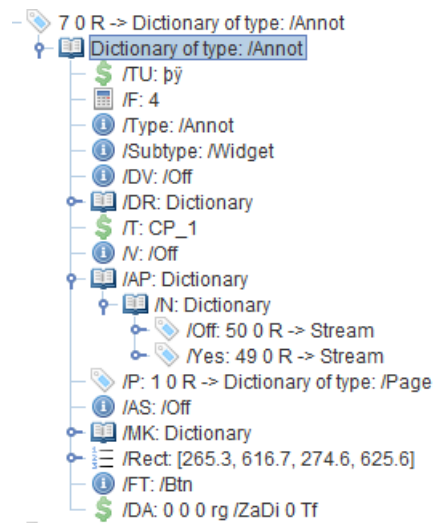 7 0 R -> Dictionary of type: /Annot
Dictionary of type: /Annot
/TU: þÿ
/F: 4
/Type: /Annot
/Subtype: /Widget
/DV: /Off
/DR: Dictionary
/T: CP_1
/V: /Off
/AP: Dictionary
/N: Dictionary
/Off: 50 0 R -> Stream
/Yes: 49 0 R -> Stream
/P: 1 0 R -> Dictionary of type: /Page
/AS: /Off
/MK: Dictionary
/Rect: [265.3, 616.7, 274.6, 625.6]
/FT: /Btn
/DA: 0 0 0 rg /ZaDi 0 Tf